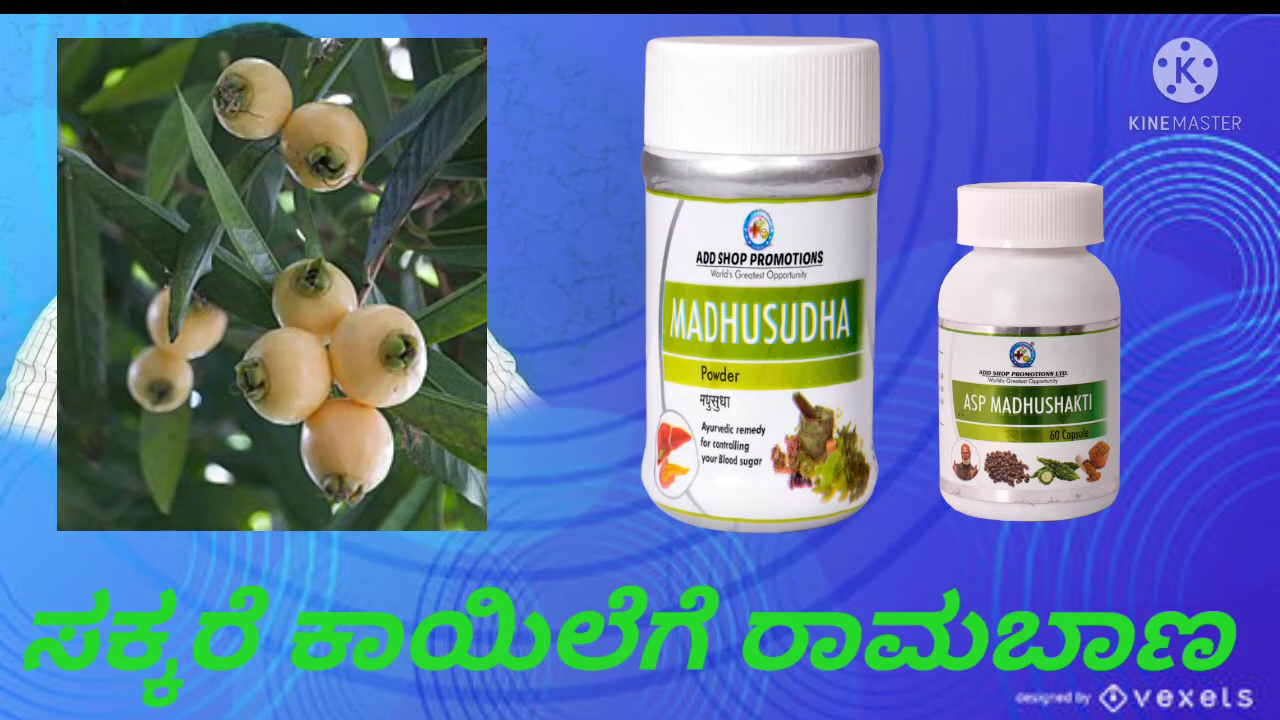 KINEMASTER
ADD SHOP PROMOTIONS
World's Greatest Opportunity
MADHUSUDHA
Powder
मधुसुधा
Ayurvedic remedy
for controlling
your Blood sugar
ADD SHOP PROMOTIONS LTD.
World's Greatest Opportunity
ASP MADHUSHAKTI
60 Capsule
ಸಕ್ಕರೆ ಕಾಯಿಲೆಗೆ ರಾಮಬಾಣ
designed by vexels